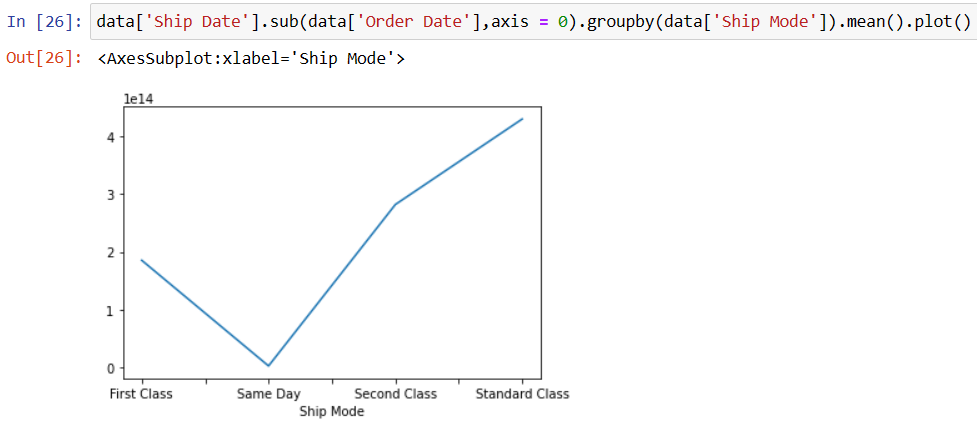 In [26]: data['Ship Date'].sub(data['Order Date'],axis = 0).groupby(data['Ship Mode']).mean().plot()
Out[26]: <AxesSubplot:xlabel='Ship Mode'>
1e14
4
3
2
1
0
First Class Same Day Second Class Standard Class
Ship Mode